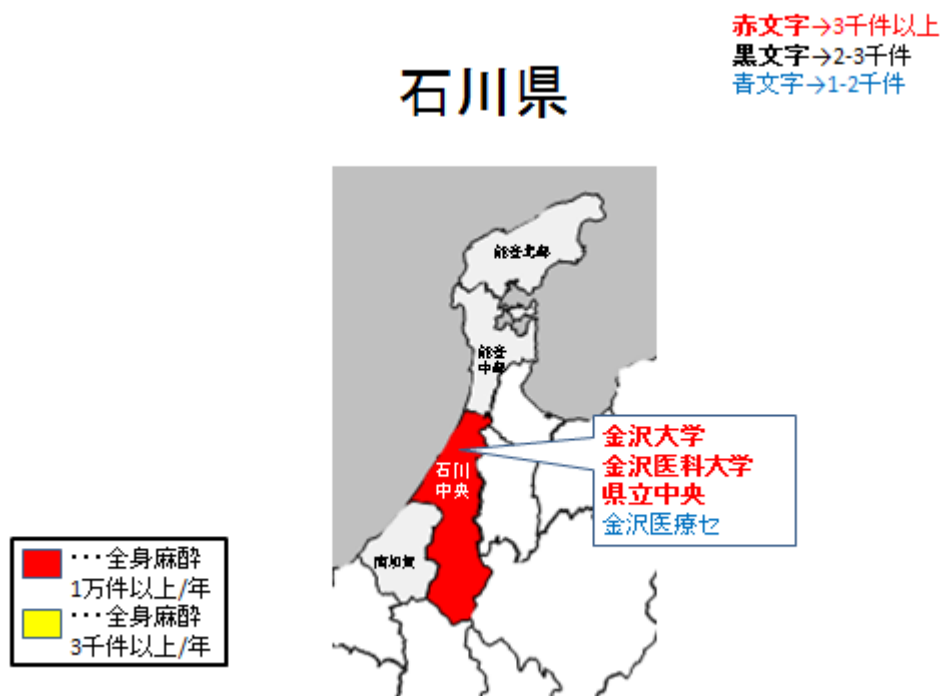 赤文字→3千件以上
黒文字→2-3千件
青文字→1-2千件
石川県
能登北部
能登
中部
石川
中央
南加賀
金沢大学
金沢医科大学
県立中央
金沢医療セ
・・・全身麻酔
1万件以上/年
・・・全身麻酔
3千件以上/年